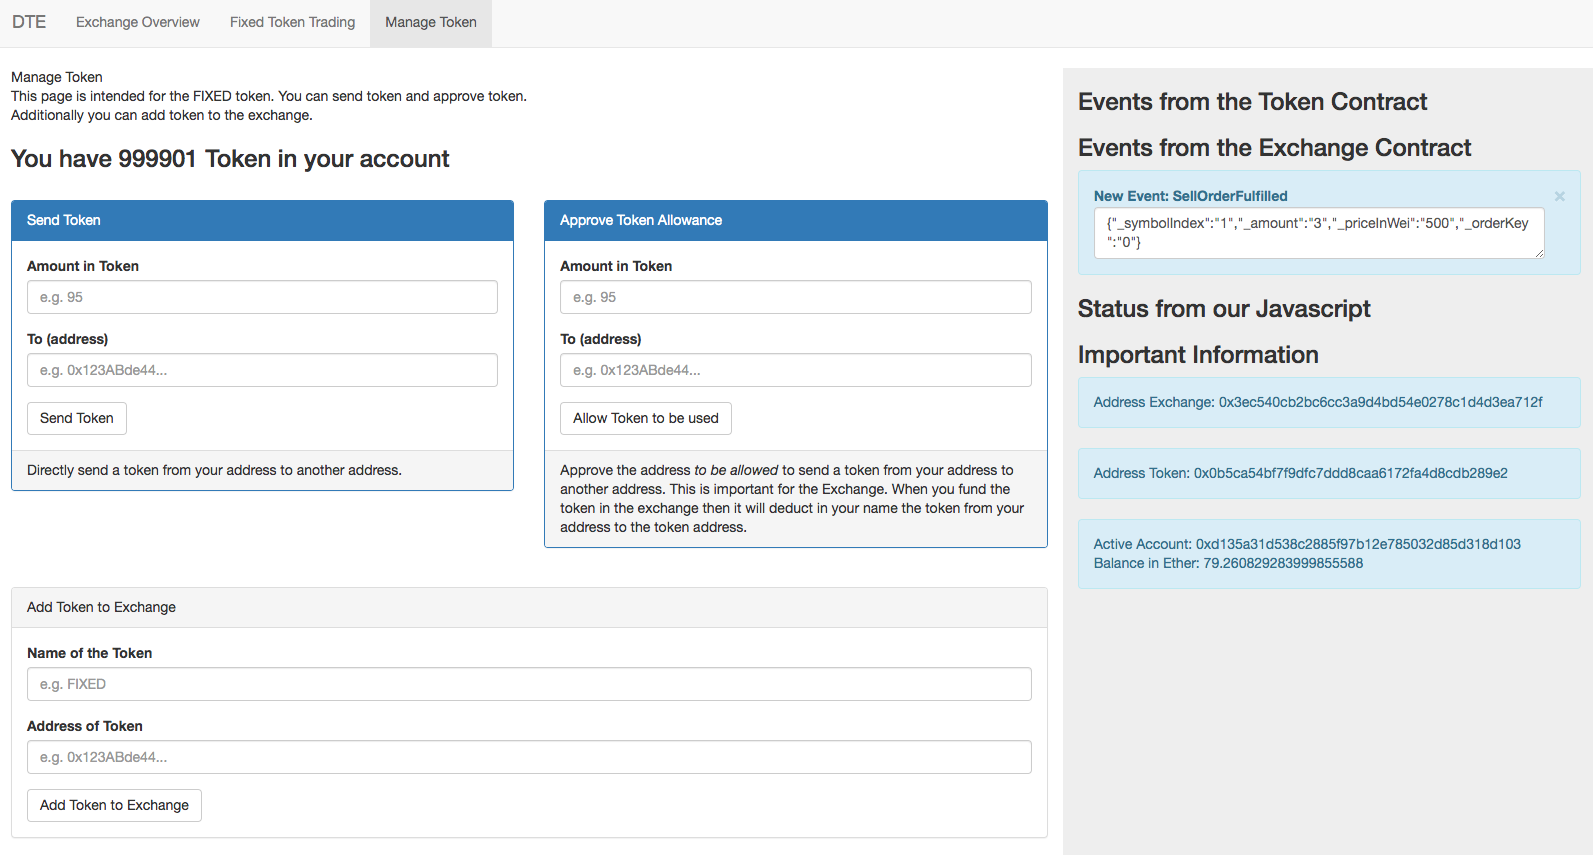 DTE
Exchange Overview
Fixed Token Trading
Manage Token
Manage Token
This page is intended for the FIXED token. You can send token and approve token.
Additionally you can add token to the exchange.
You have 999901 Token in your account
Send Token
Amount in Token
e.g. 95
To (address)
e.g. 0x123ABde44...
Send Token
Directly send a token from your address to another address.
Approve Token Allowance
Amount in Token
e.g. 95
To (address)
e.g. 0x123ABde44...
Allow Token to be used
Approve the address to be allowed to send a token from your address to
another address. This is important for the Exchange. When you fund the
token in the exchange then it will deduct in your name the token from your
address to the token address.
Add Token to Exchange
Name of the Token
e.g. FIXED
Address of Token
e.g. 0x123ABde44...
Add Token to Exchange
Events from the Token Contract
Events from the Exchange Contract
New Event: SellOrderFulfilled
×
{"_symbolIndex":"1","_amount":"3","_priceInWei":"500","_orderKey
":"0"}
Status from our Javascript
Important Information
Address Exchange: 0x3ec540cb2bc6cc3a9d4bd54e0278c1d4d3ea712f
Address Token: 0x0b5ca54bf7f9dfc7ddd8caa6172fa4d8cdb289e2
Active Account: 0xd135a31d538c2885f97b12e785032d85d318d103
Balance in Ether: 79.260829283999855588